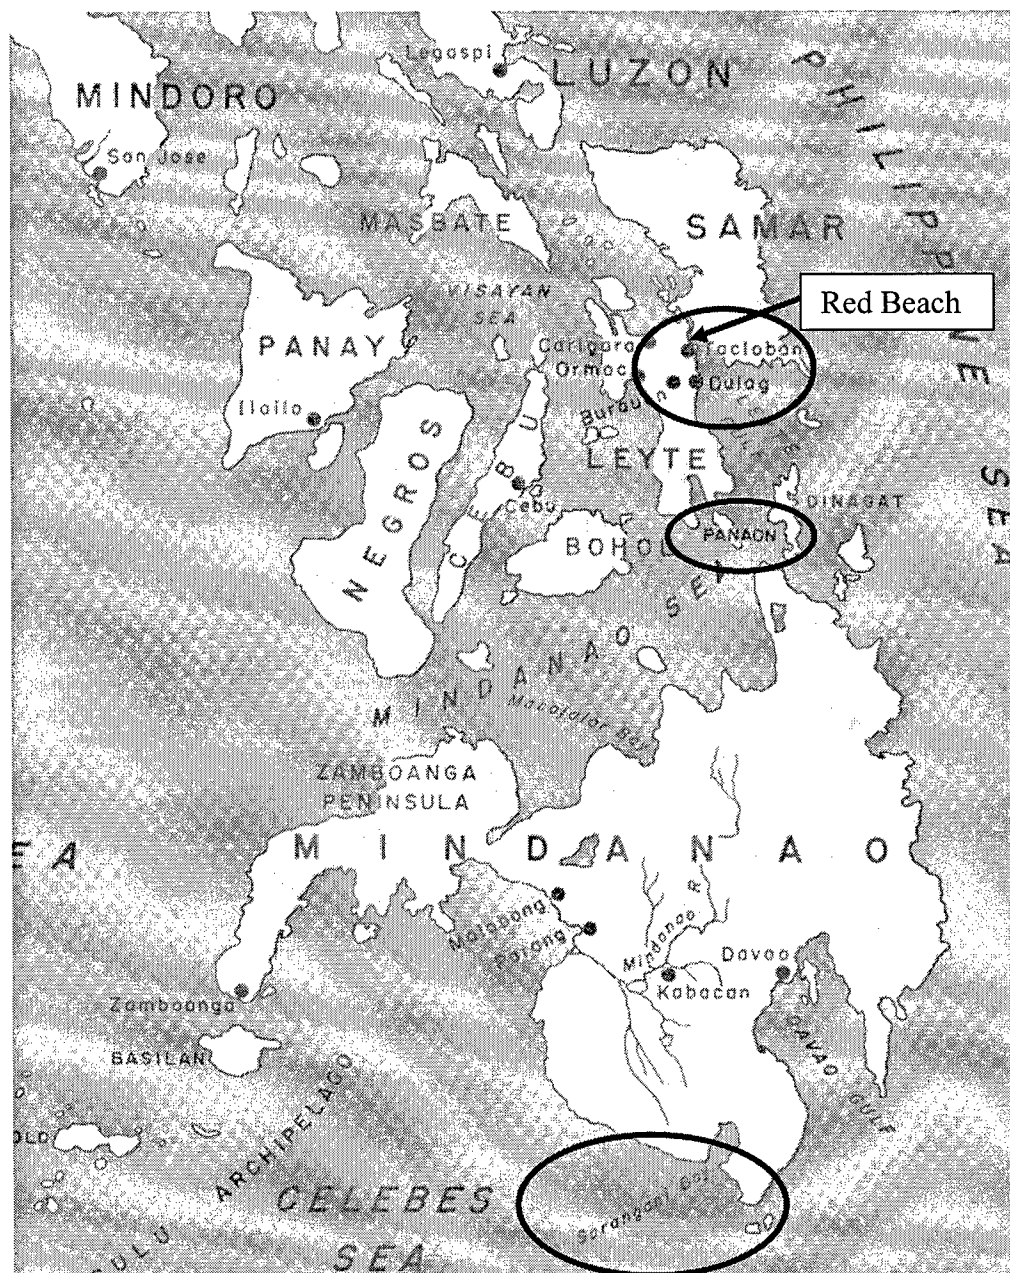 Legaspi
LUZON
PHILIPPINE
SEA
MINDORO
San Jose
MASBATE
SAMAR
VISAYAN
SEA
Red Beach
PANAY
Carigara
Tacloban
Ormoc
Dulag
Burauen
Iloilo
LEYTE
NEGROS
CEBU
Cebu
DINAGAT
BOHOL
PANAON
MINDANAO SEA
Macajalar Bay
ZAMBOANGA
PENINSULA
EA
MINDANAO
Malabang
Parang
Mindanao R
Davao
Kabacan
Zamboanga
BASILAN
DAVAO GULF
OLO
ARCHIPELAGO
SULU
CELEBES
SEA
Sarangani Bay